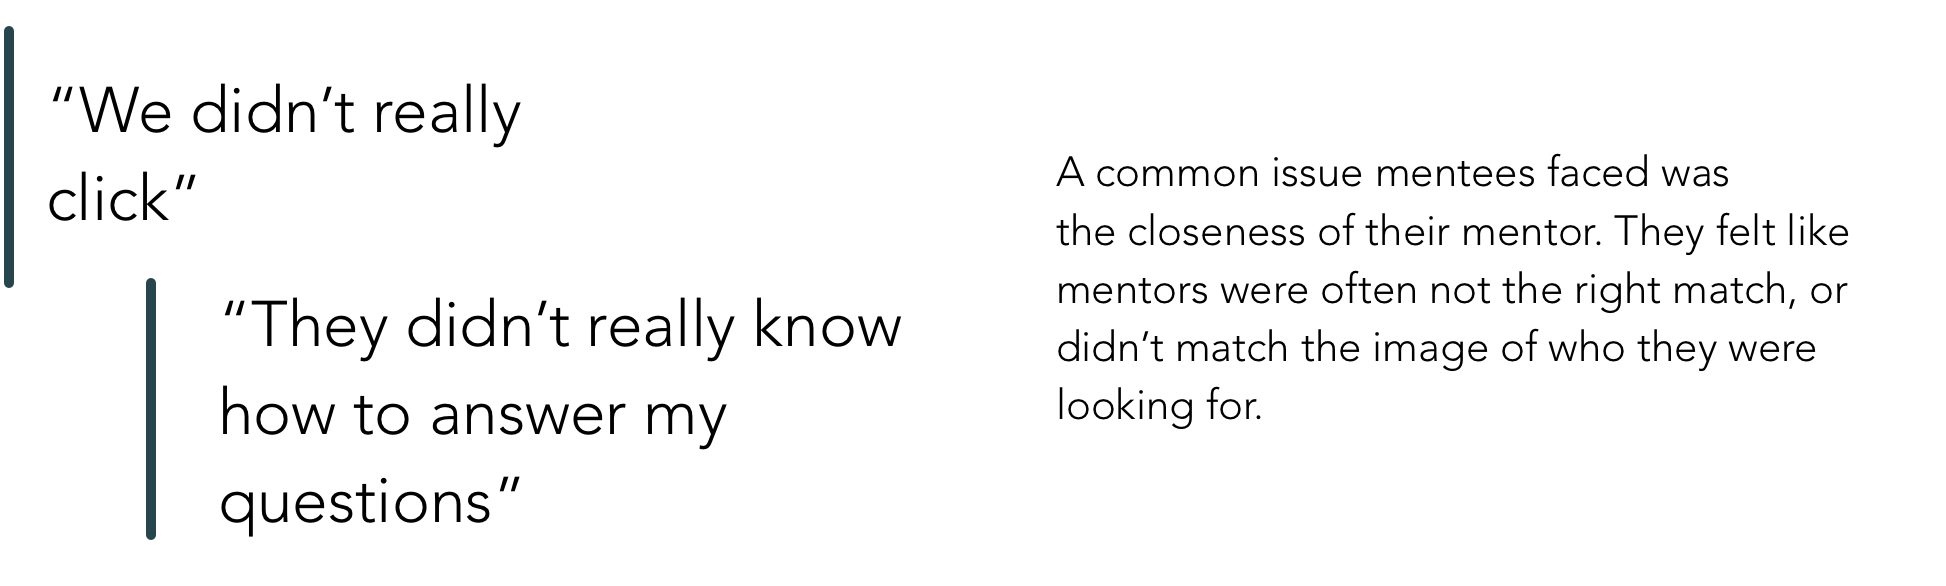 “We didn’t really
click”
“They didn’t really know
how to answer my
questions”
A common issue mentees faced was
the closeness of their mentor. They felt like
mentors were often not the right match, or
didn’t match the image of who they were
looking for.